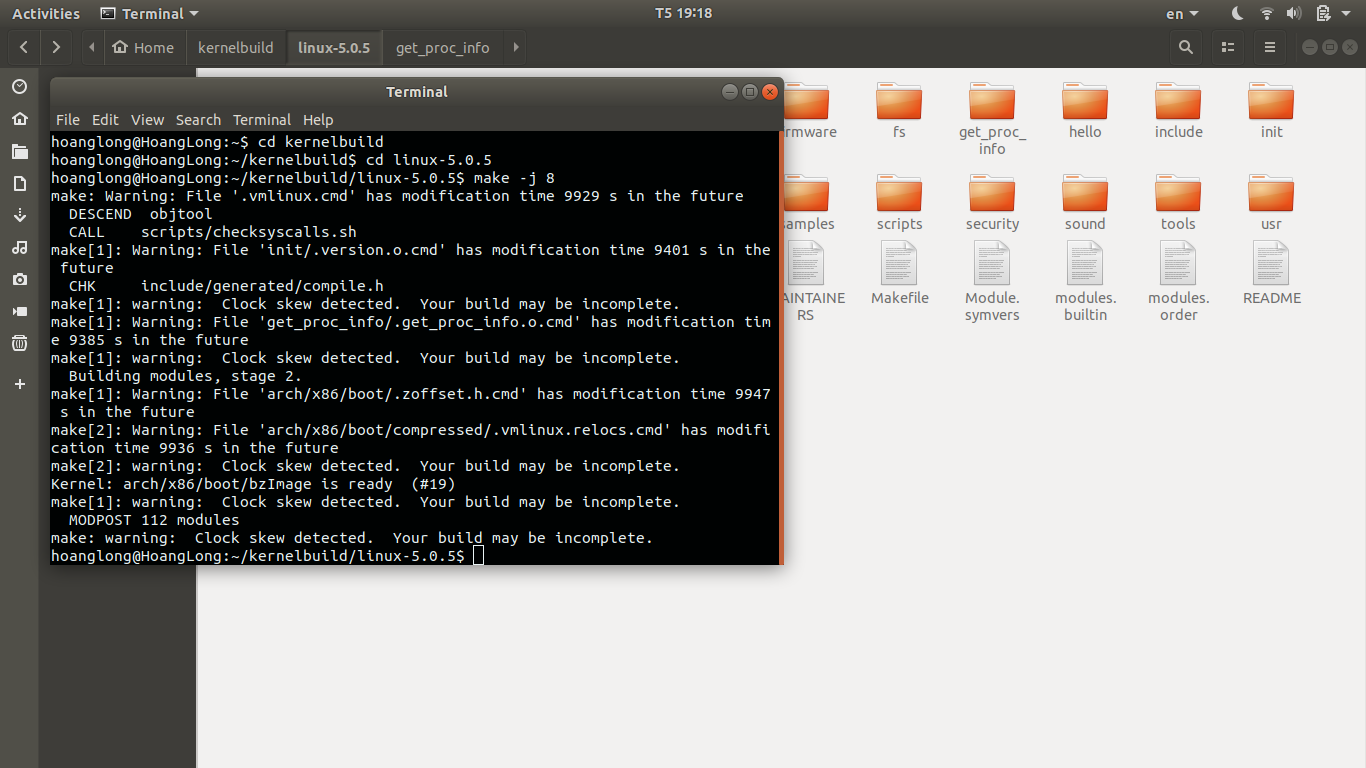 Activities Terminal T5 19:18 en
Home kernelbuild linux-5.0.5 get_proc_info
Terminal
File Edit View Search Terminal Help
hoanglong@HoangLong:~$ cd kernelbuild
hoanglong@HoangLong:~/kernelbuild$ cd linux-5.0.5
hoanglong@HoangLong:~/kernelbuild/linux-5.0.5$ make -j 8
make: Warning: File '.vmlinux.cmd' has modification time 9929 s in the future
  DESCEND  objtool
  CALL    scripts/checksyscalls.sh
make[1]: Warning: File 'init/.version.o.cmd' has modification time 9401 s in the
 future
  CHK     include/generated/compile.h
make[1]: warning:  Clock skew detected.  Your build may be incomplete.
make[1]: Warning: File 'get_proc_info/.get_proc_info.o.cmd' has modification tim
e 9385 s in the future
make[1]: warning:  Clock skew detected.  Your build may be incomplete.
  Building modules, stage 2.
make[1]: Warning: File 'arch/x86/boot/.zoffset.h.cmd' has modification time 9947
 s in the future
make[2]: Warning: File 'arch/x86/boot/compressed/.vmlinux.relocs.cmd' has modifi
cation time 9936 s in the future
make[2]: warning:  Clock skew detected.  Your build may be incomplete.
Kernel: arch/x86/boot/bzImage is ready  (#19)
make[1]: warning:  Clock skew detected.  Your build may be incomplete.
  MODPOST 112 modules
make: warning:  Clock skew detected.  Your build may be incomplete.
hoanglong@HoangLong:~/kernelbuild/linux-5.0.5$
rmware fs get_proc_ hello include init
info
amples scripts security sound tools usr
AINTAINE Makefile Module. modules. modules. README
RS symvers builtin order